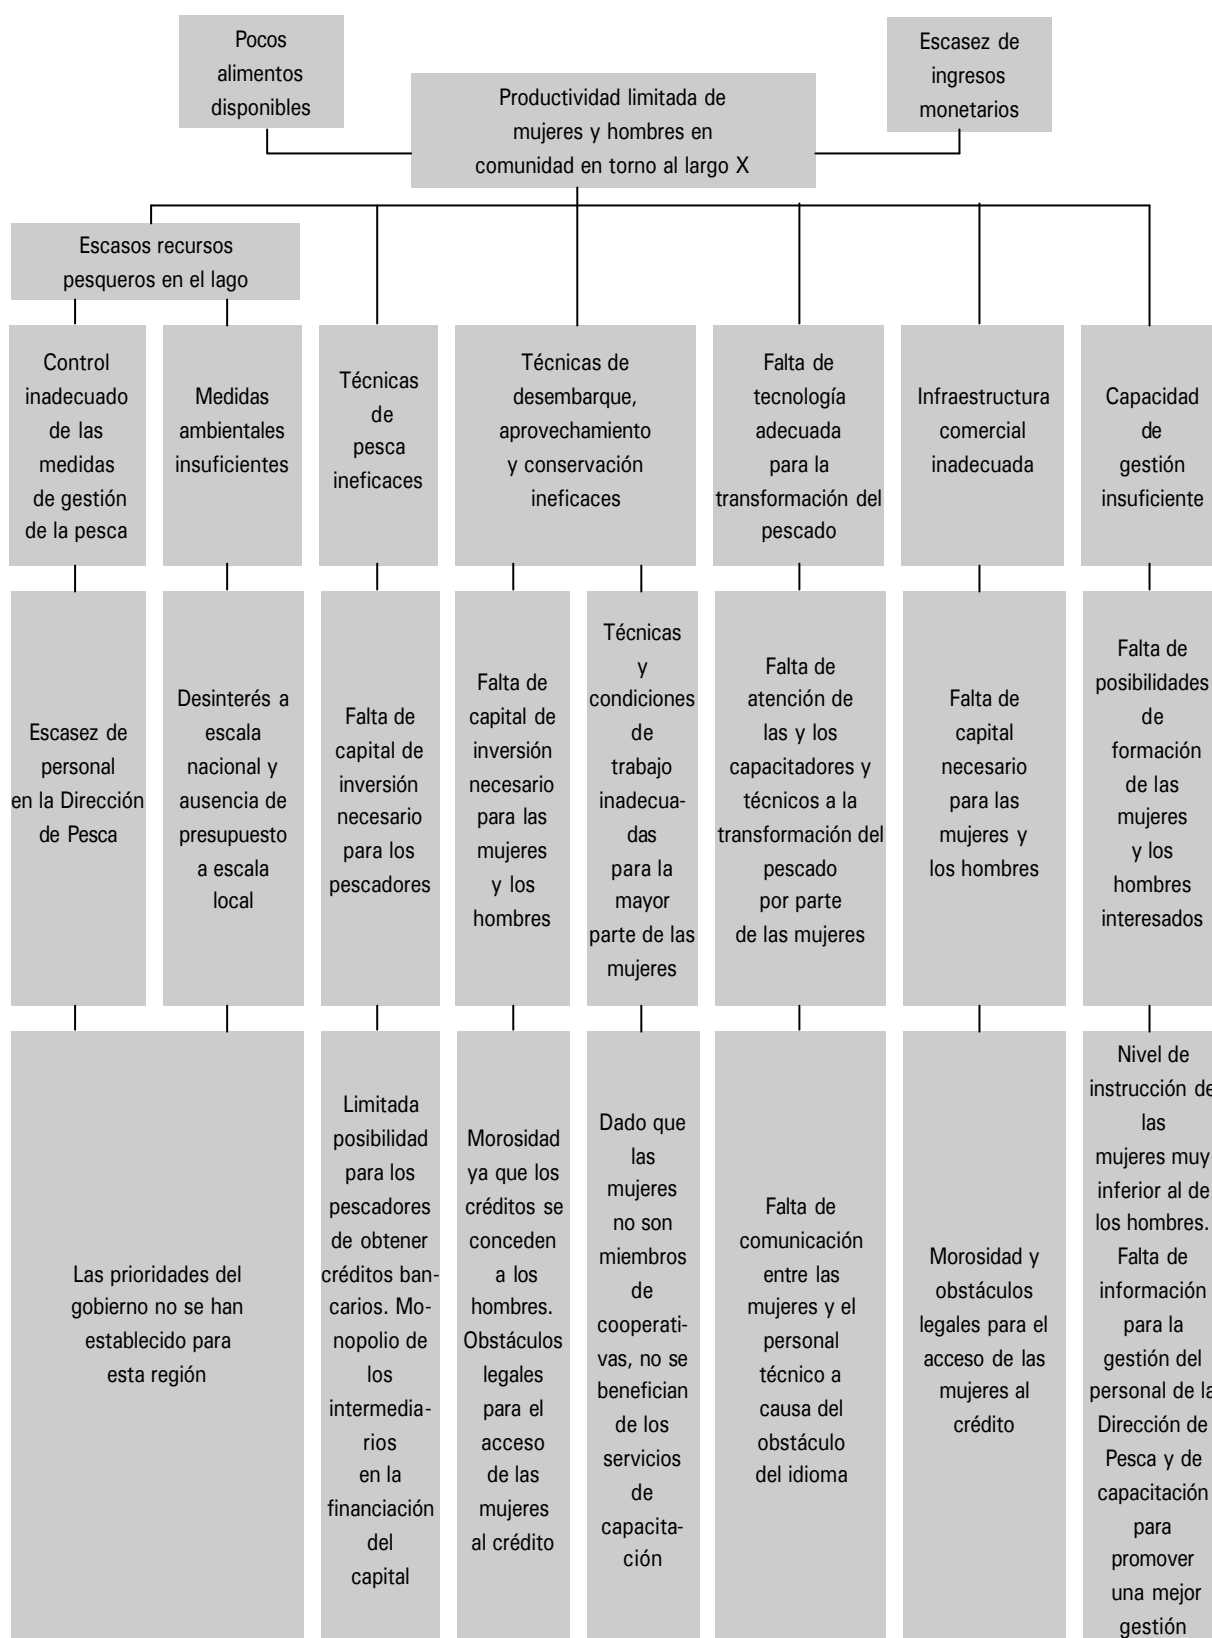 Pocos
alimentos
disponibles
Escasez de
ingresos
monetarios
Productividad limitada de
mujeres y hombres en
comunidad en torno al largo X
Escasos recursos
pesqueros en el lago
Control
inadecuado
de las
medidas
de gestión
de la pesca
Medidas
ambientales
insuficientes
Técnicas
de
pesca
ineficaces
Técnicas de
desembarque,
aprovechamiento
y conservación
ineficaces
Falta de
tecnología
adecuada
para la
transformación del
pescado
Infraestructura
comercial
inadecuada
Capacidad
de
gestión
insuficiente
Escasez de
personal
en la Dirección
de Pesca
Desinterés a
escala
nacional y
ausencia de
presupuesto
a escala
local
Falta de
capital de
inversión
necesario
para los
pescadores
Falta de
capital de
inversión
necesario
para las
mujeres
y los
hombres
Técnicas
y
condiciones
de
trabajo
inadecua-
das
para la
mayor
parte de las
mujeres
Falta de
atención de
las y los
capacitadores y
técnicos a la
transformación del
pescado
por parte
de las mujeres
Falta de
capital
necesario
para las
mujeres y
los hombres
Falta de
posibilidades
de
formación
de las
mujeres
y los
hombres
interesados
Las prioridades del
gobierno no se han
establecido para
esta región
Limitada
posibilidad
para los
pescadores
de obtener
créditos ban-
carios. Mo-
nopolio de
los
intermedia-
rios
en la
financiación
del
capital
Morosidad
ya que los
créditos se
conceden
a los
hombres.
Obstáculos
legales
para el
acceso
de las
mujeres
al crédito
Dado que
las
mujeres
no son
miembros
de
cooperati-
vas, no se
benefician
de los
servicios
de
capacita-
ción
Falta de
comunicación
entre las
mujeres y el
personal
técnico a
causa del
obstáculo
del idioma
Morosidad y
obstáculos
legales para el
acceso de las
mujeres al
crédito
Nivel de
instrucción de
las
mujeres muy
inferior al de
los hombres.
Falta de
información
para la
gestión del
personal de la
Dirección de
Pesca y de
capacitación
para
promover
una mejor
gestión